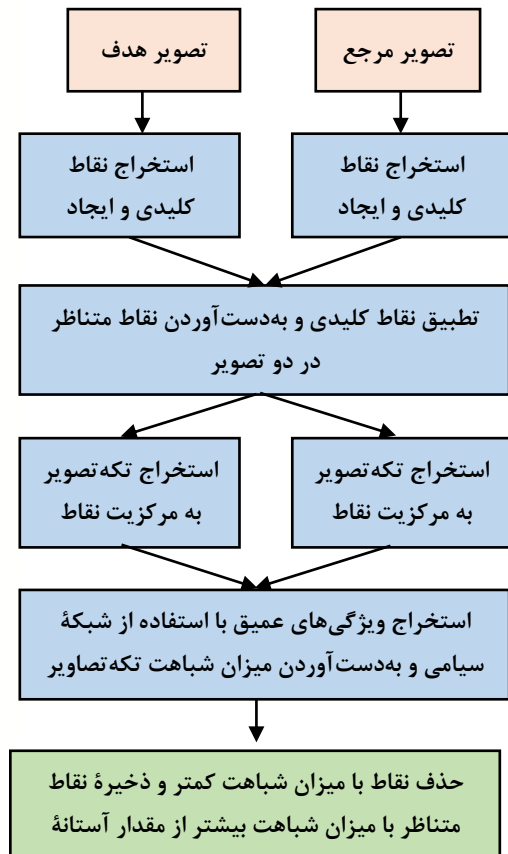 تصویر مرجع
تصویر هدف
استخراج نقاط
کلیدی و ایجاد
استخراج نقاط
کلیدی و ایجاد
تطبیق نقاط کلیدی و به‌دست‌آوردن نقاط متناظر
در دو تصویر
استخراج تکه‌تصویر
به مرکزیت نقاط
استخراج تکه‌تصویر
به مرکزیت نقاط
استخراج ویژگی‌های عمیق با استفاده از شبکهٔ
سیامی و به‌دست‌آوردن میزان شباهت تکه‌تصاویر
حذف نقاط با میزان شباهت کمتر و ذخیرهٔ نقاط
متناظر با میزان شباهت بیشتر از مقدار آستانهٔ